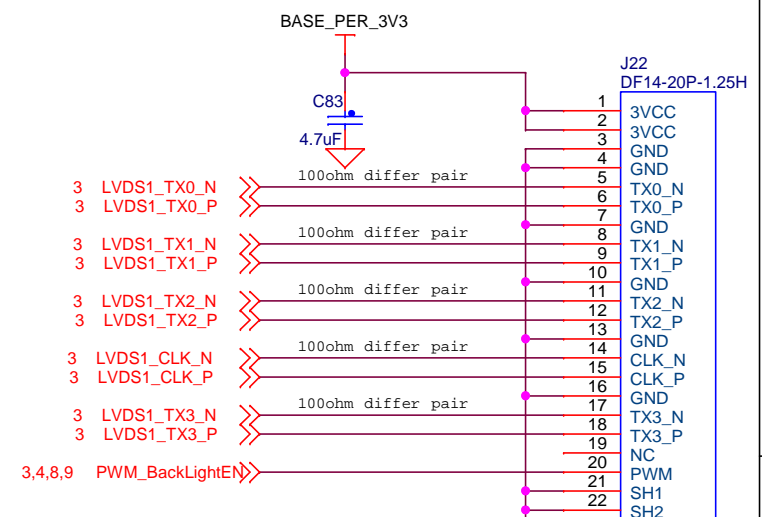 BASE_PER_3V3
J22
DF14-20P-1.25H
C83
4.7uF
1 3VCC
2 3VCC
3 GND
4 GND
100ohm differ pair
3 LVDS1_TX0_N 5 TX0_N
3 LVDS1_TX0_P 6 TX0_P
7 GND
100ohm differ pair
3 LVDS1_TX1_N 8 TX1_N
3 LVDS1_TX1_P 9 TX1_P
10 GND
100ohm differ pair
3 LVDS1_TX2_N 11 TX2_N
3 LVDS1_TX2_P 12 TX2_P
13 GND
100ohm differ pair
3 LVDS1_CLK_N 14 CLK_N
3 LVDS1_CLK_P 15 CLK_P
16 GND
100ohm differ pair
3 LVDS1_TX3_N 17 TX3_N
3 LVDS1_TX3_P 18 TX3_P
19 NC
3,4,8,9 PWM_BackLightEN 20 PWM
21 SH1
22 SH2